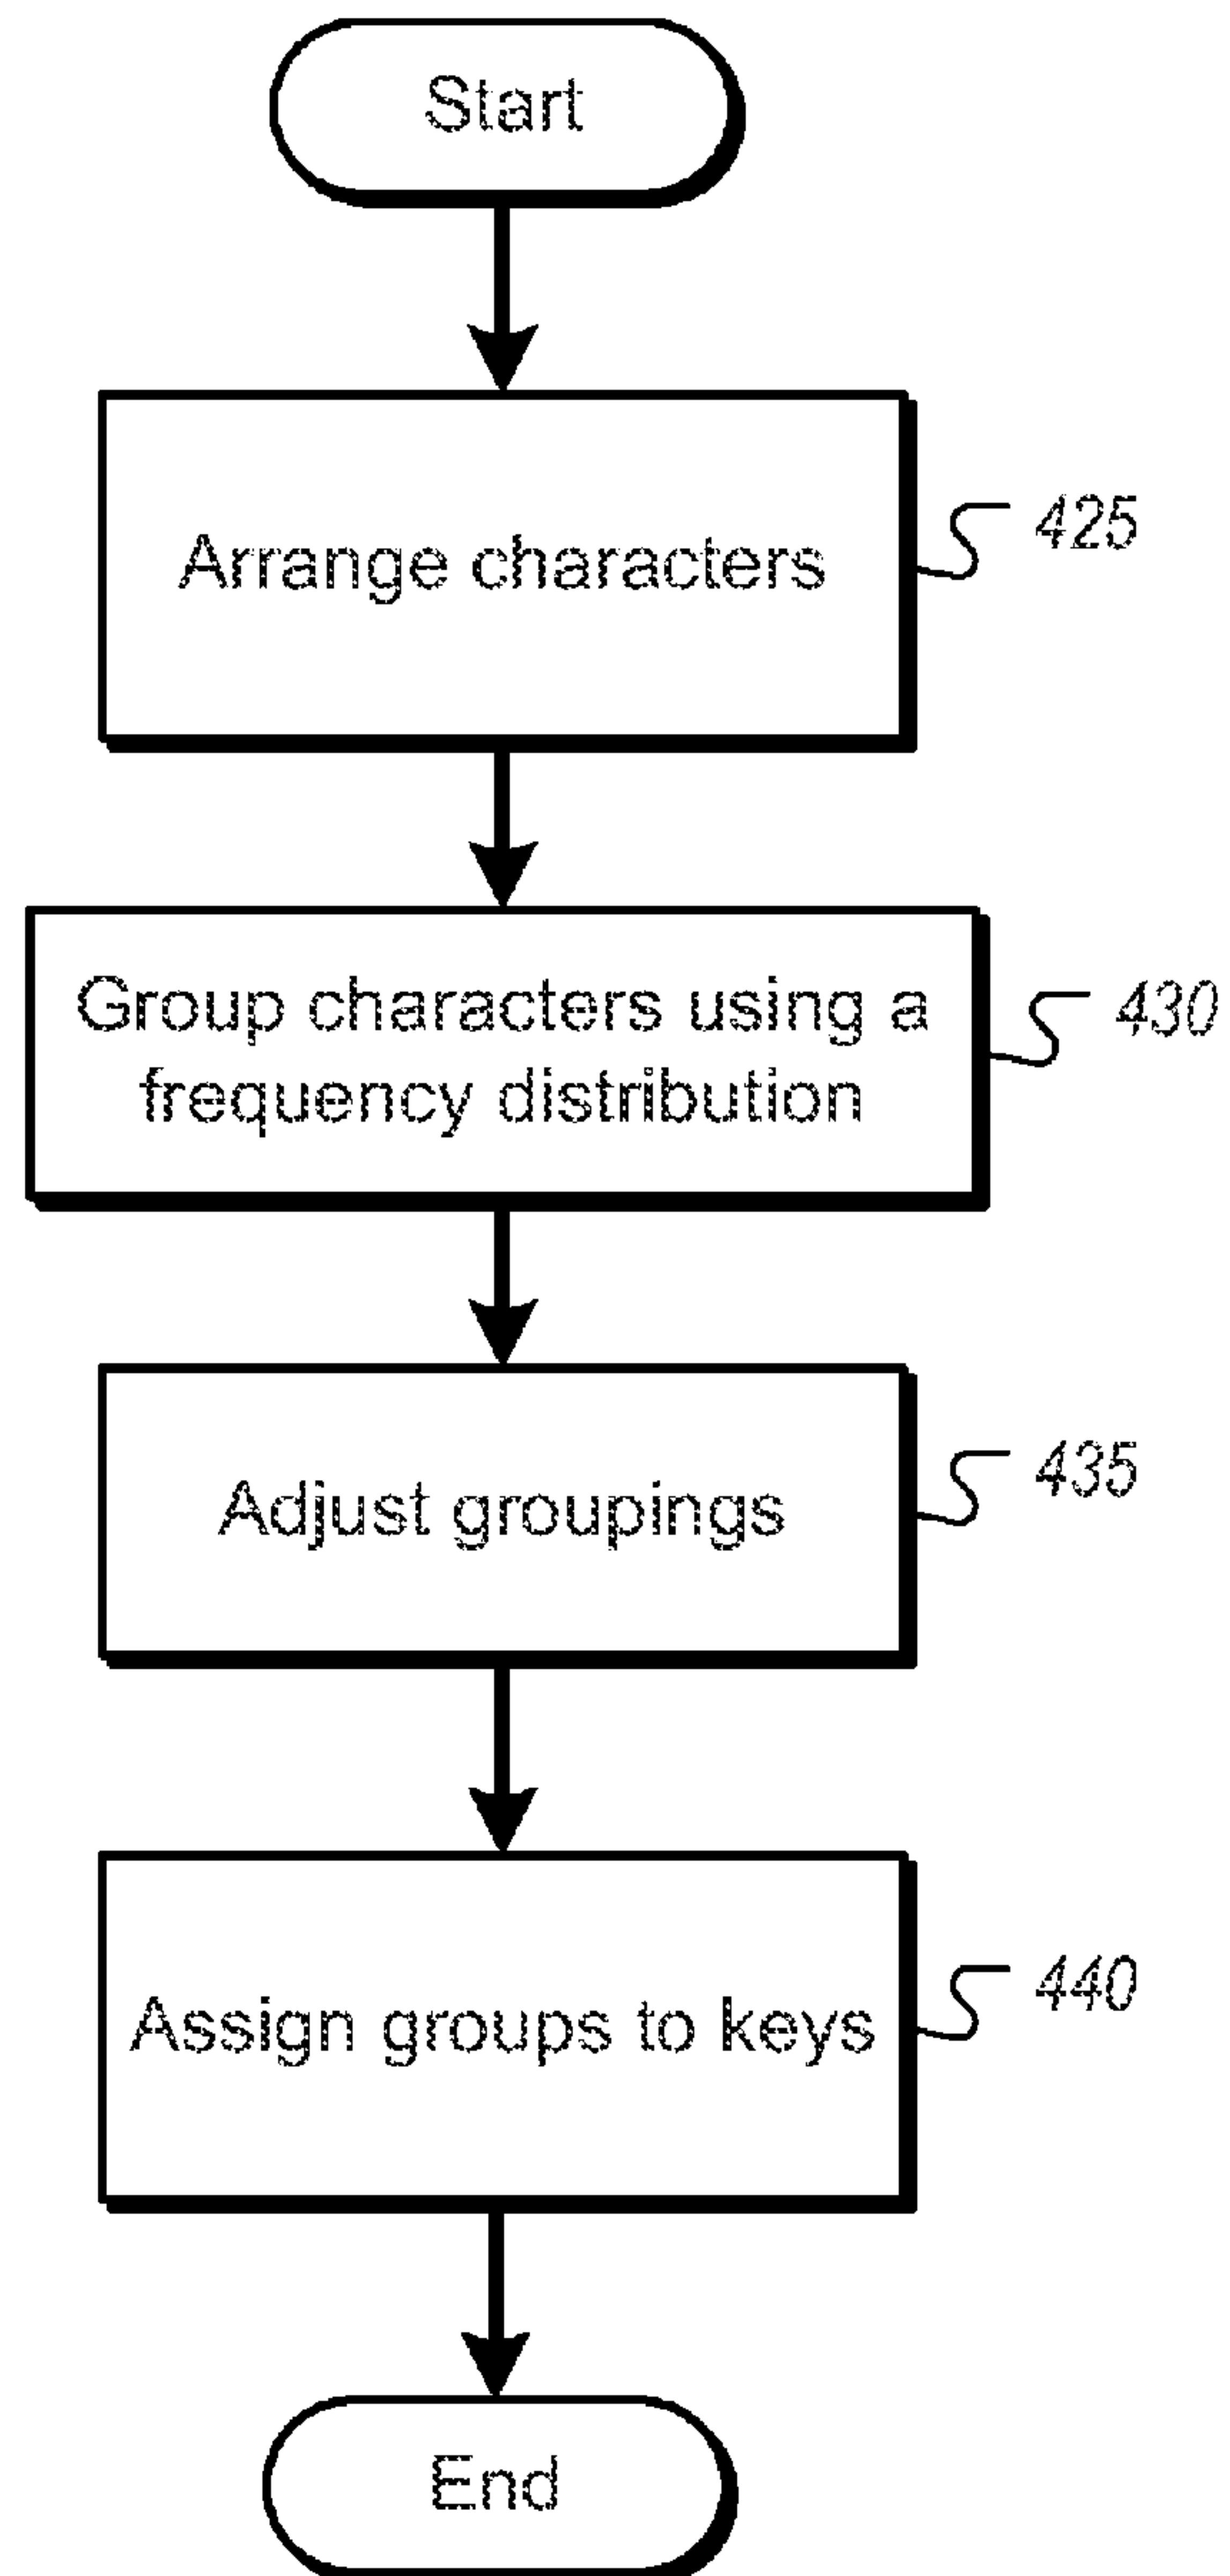 Start
Arrange characters
425
Group characters using a
frequency distribution
430
Adjust groupings
435
Assign groups to keys
440
End